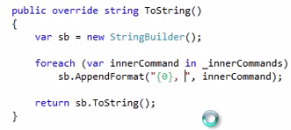 public override string ToString()
{
var sb = new StringBuilder();
foreach (var innerCommand in _innerCommands)
sb.AppendFormat("{0}, ", innerCommand);
return sb.ToString();
}